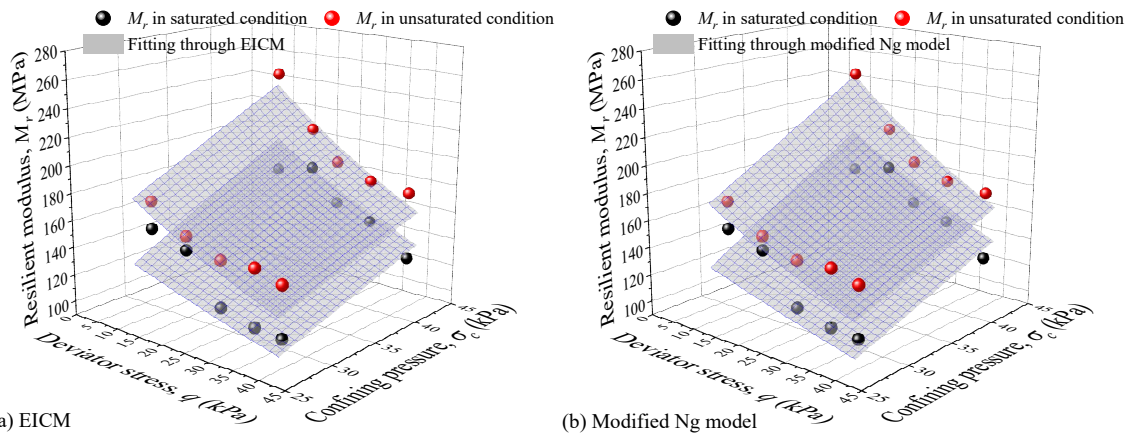 M_r in saturated condition M_r in unsaturated condition
Fitting through EICM
280
260
240
220
200
180
160
140
120
100
Resilient modulus, M_r (MPa)
0 5 10 15 20 25 30 35 40 45
Deviator stress, q (kPa)
25 30 35 40 45
Confining pressure, σ_c (kPa)
a) EICM
M_r in saturated condition M_r in unsaturated condition
Fitting through modified Ng model
280
260
240
220
200
180
160
140
120
100
Resilient modulus, M_r (MPa)
0 5 10 15 20 25 30 35 40 45
Deviator stress, q (kPa)
25 30 35 40 45
Confining pressure, σ_c (kPa)
(b) Modified Ng model